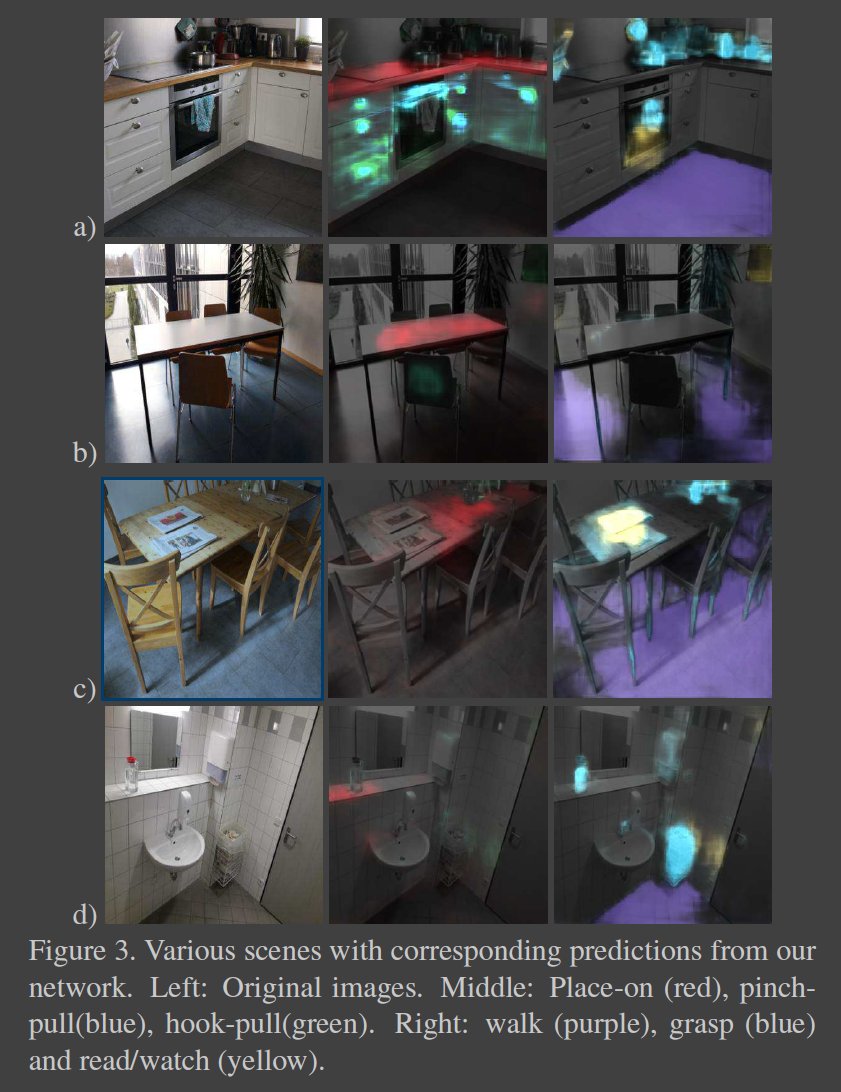 a)
b)
c)
d)
Figure 3. Various scenes with corresponding predictions from our
network. Left: Original images. Middle: Place-on (red), pinch-
pull(blue), hook-pull(green). Right: walk (purple), grasp (blue)
and read/watch (yellow).